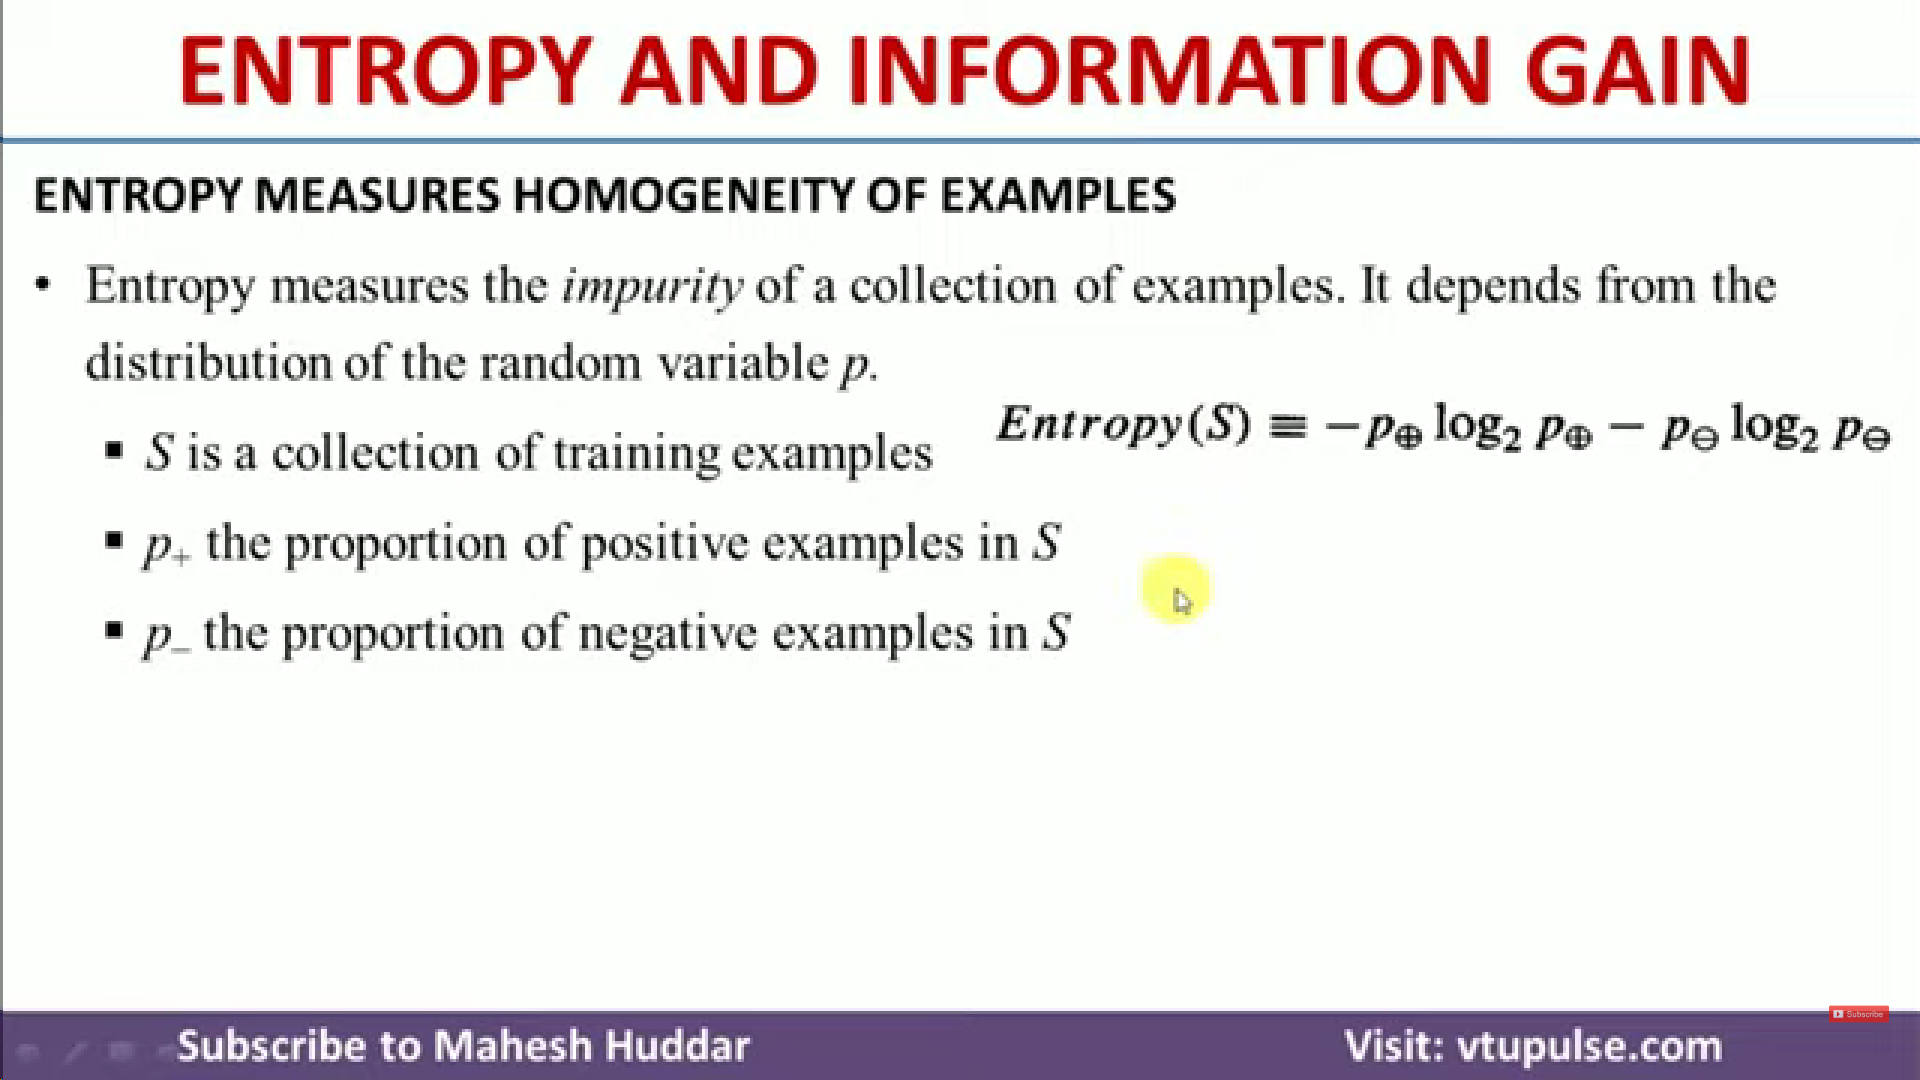 ENTROPY AND INFORMATION GAIN
ENTROPY MEASURES HOMOGENEITY OF EXAMPLES
• Entropy measures the impurity of a collection of examples. It depends from the
distribution of the random variable p.
Entropy(S) ≡ −p⊕ log₂ p⊕ − p⊖ log₂ p⊖
▪ S is a collection of training examples
▪ p₊ the proportion of positive examples in S
▪ p₋ the proportion of negative examples in S
Subscribe
Subscribe to Mahesh Huddar
Visit: vtupulse.com